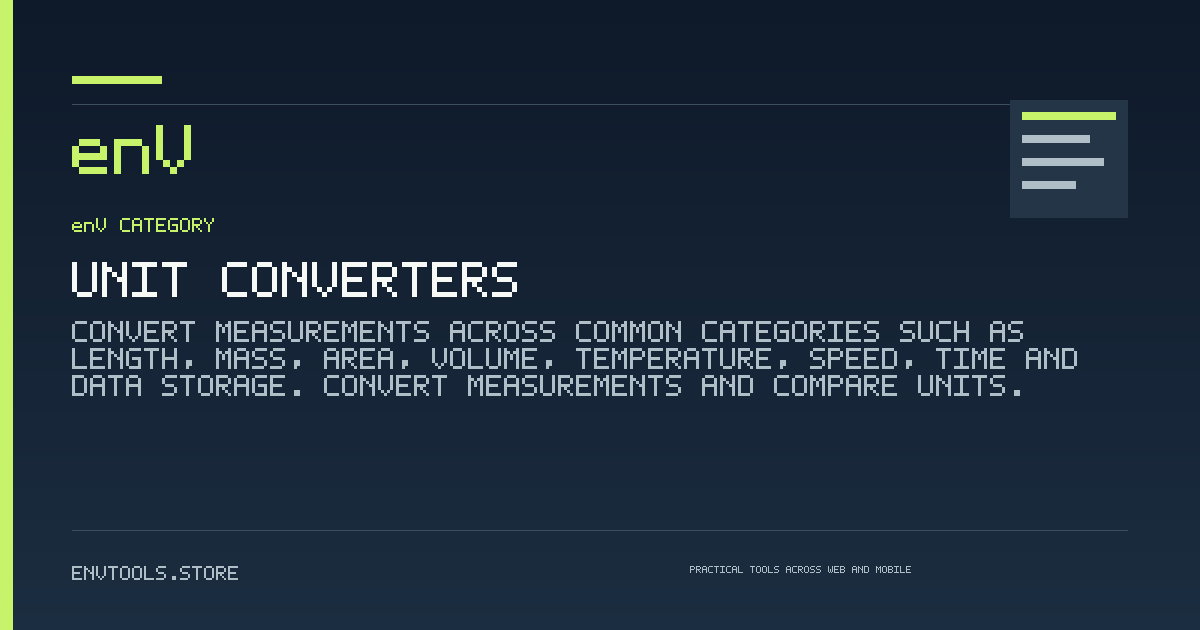 enV
enV CATEGORY
UNIT CONVERTERS
CONVERT MEASUREMENTS ACROSS COMMON CATEGORIES SUCH AS
LENGTH, MASS, AREA, VOLUME, TEMPERATURE, SPEED, TIME AND
DATA STORAGE. CONVERT MEASUREMENTS AND COMPARE UNITS.
ENVTOOLS.STORE
PRACTICAL TOOLS ACROSS WEB AND MOBILE